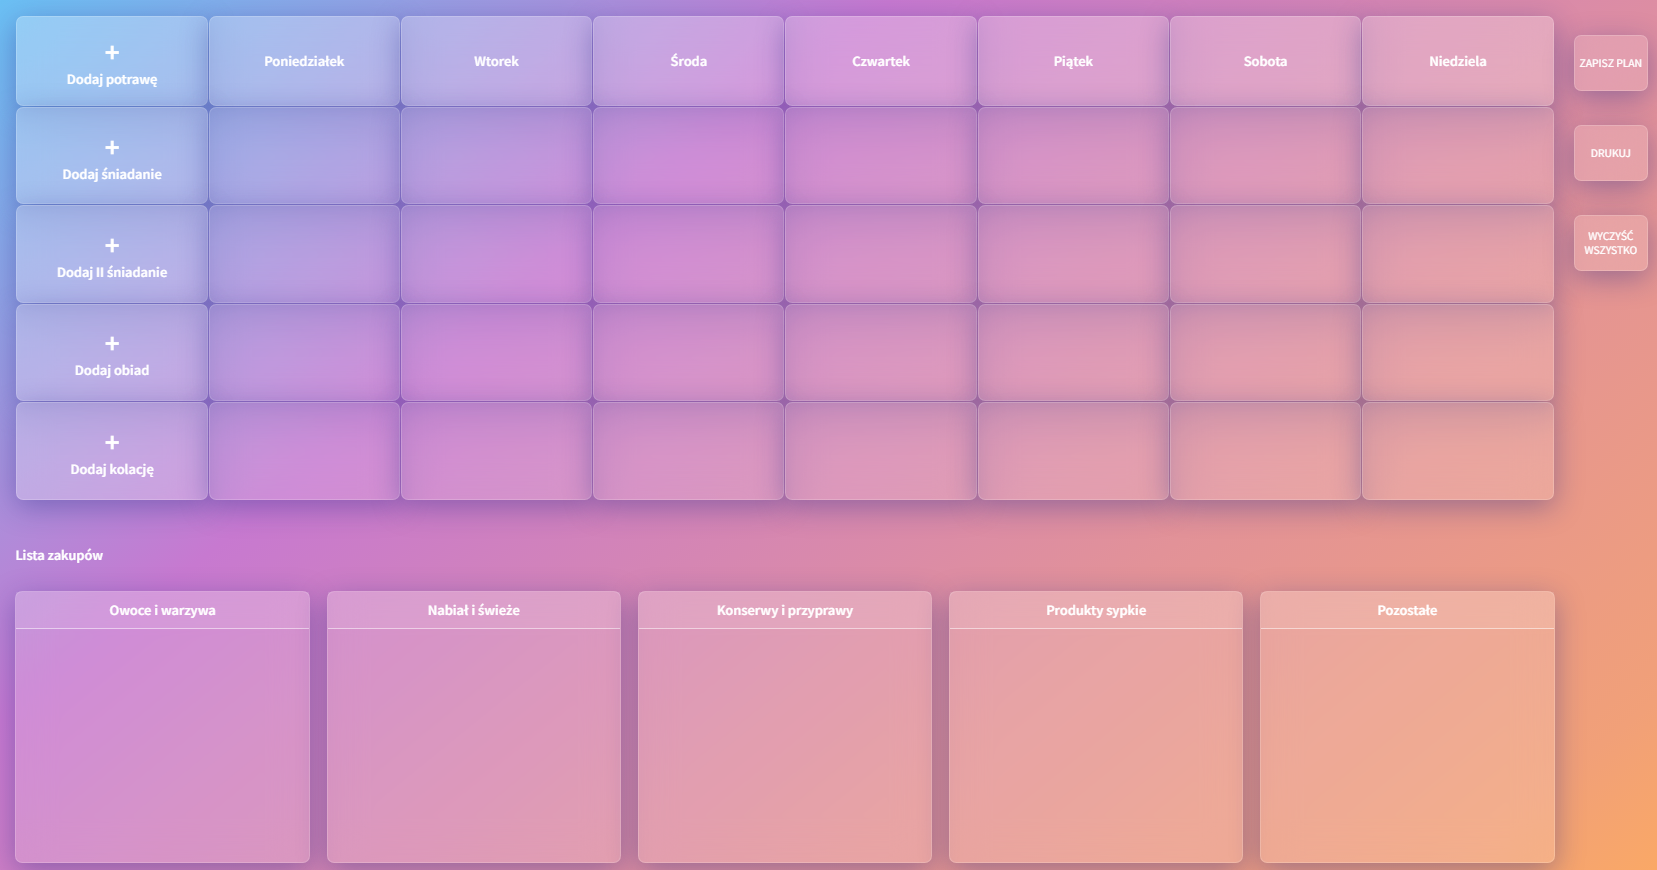 +
Dodaj potrawę
Poniedziałek
Wtorek
Środa
Czwartek
Piątek
Sobota
Niedziela
ZAPISZ PLAN
+
Dodaj śniadanie
DRUKUJ
+
Dodaj II śniadanie
WYCZYŚĆ
WSZYSTKO
+
Dodaj obiad
+
Dodaj kolację
Lista zakupów
Owoce i warzywa
Nabiał i świeże
Konserwy i przyprawy
Produkty sypkie
Pozostałe